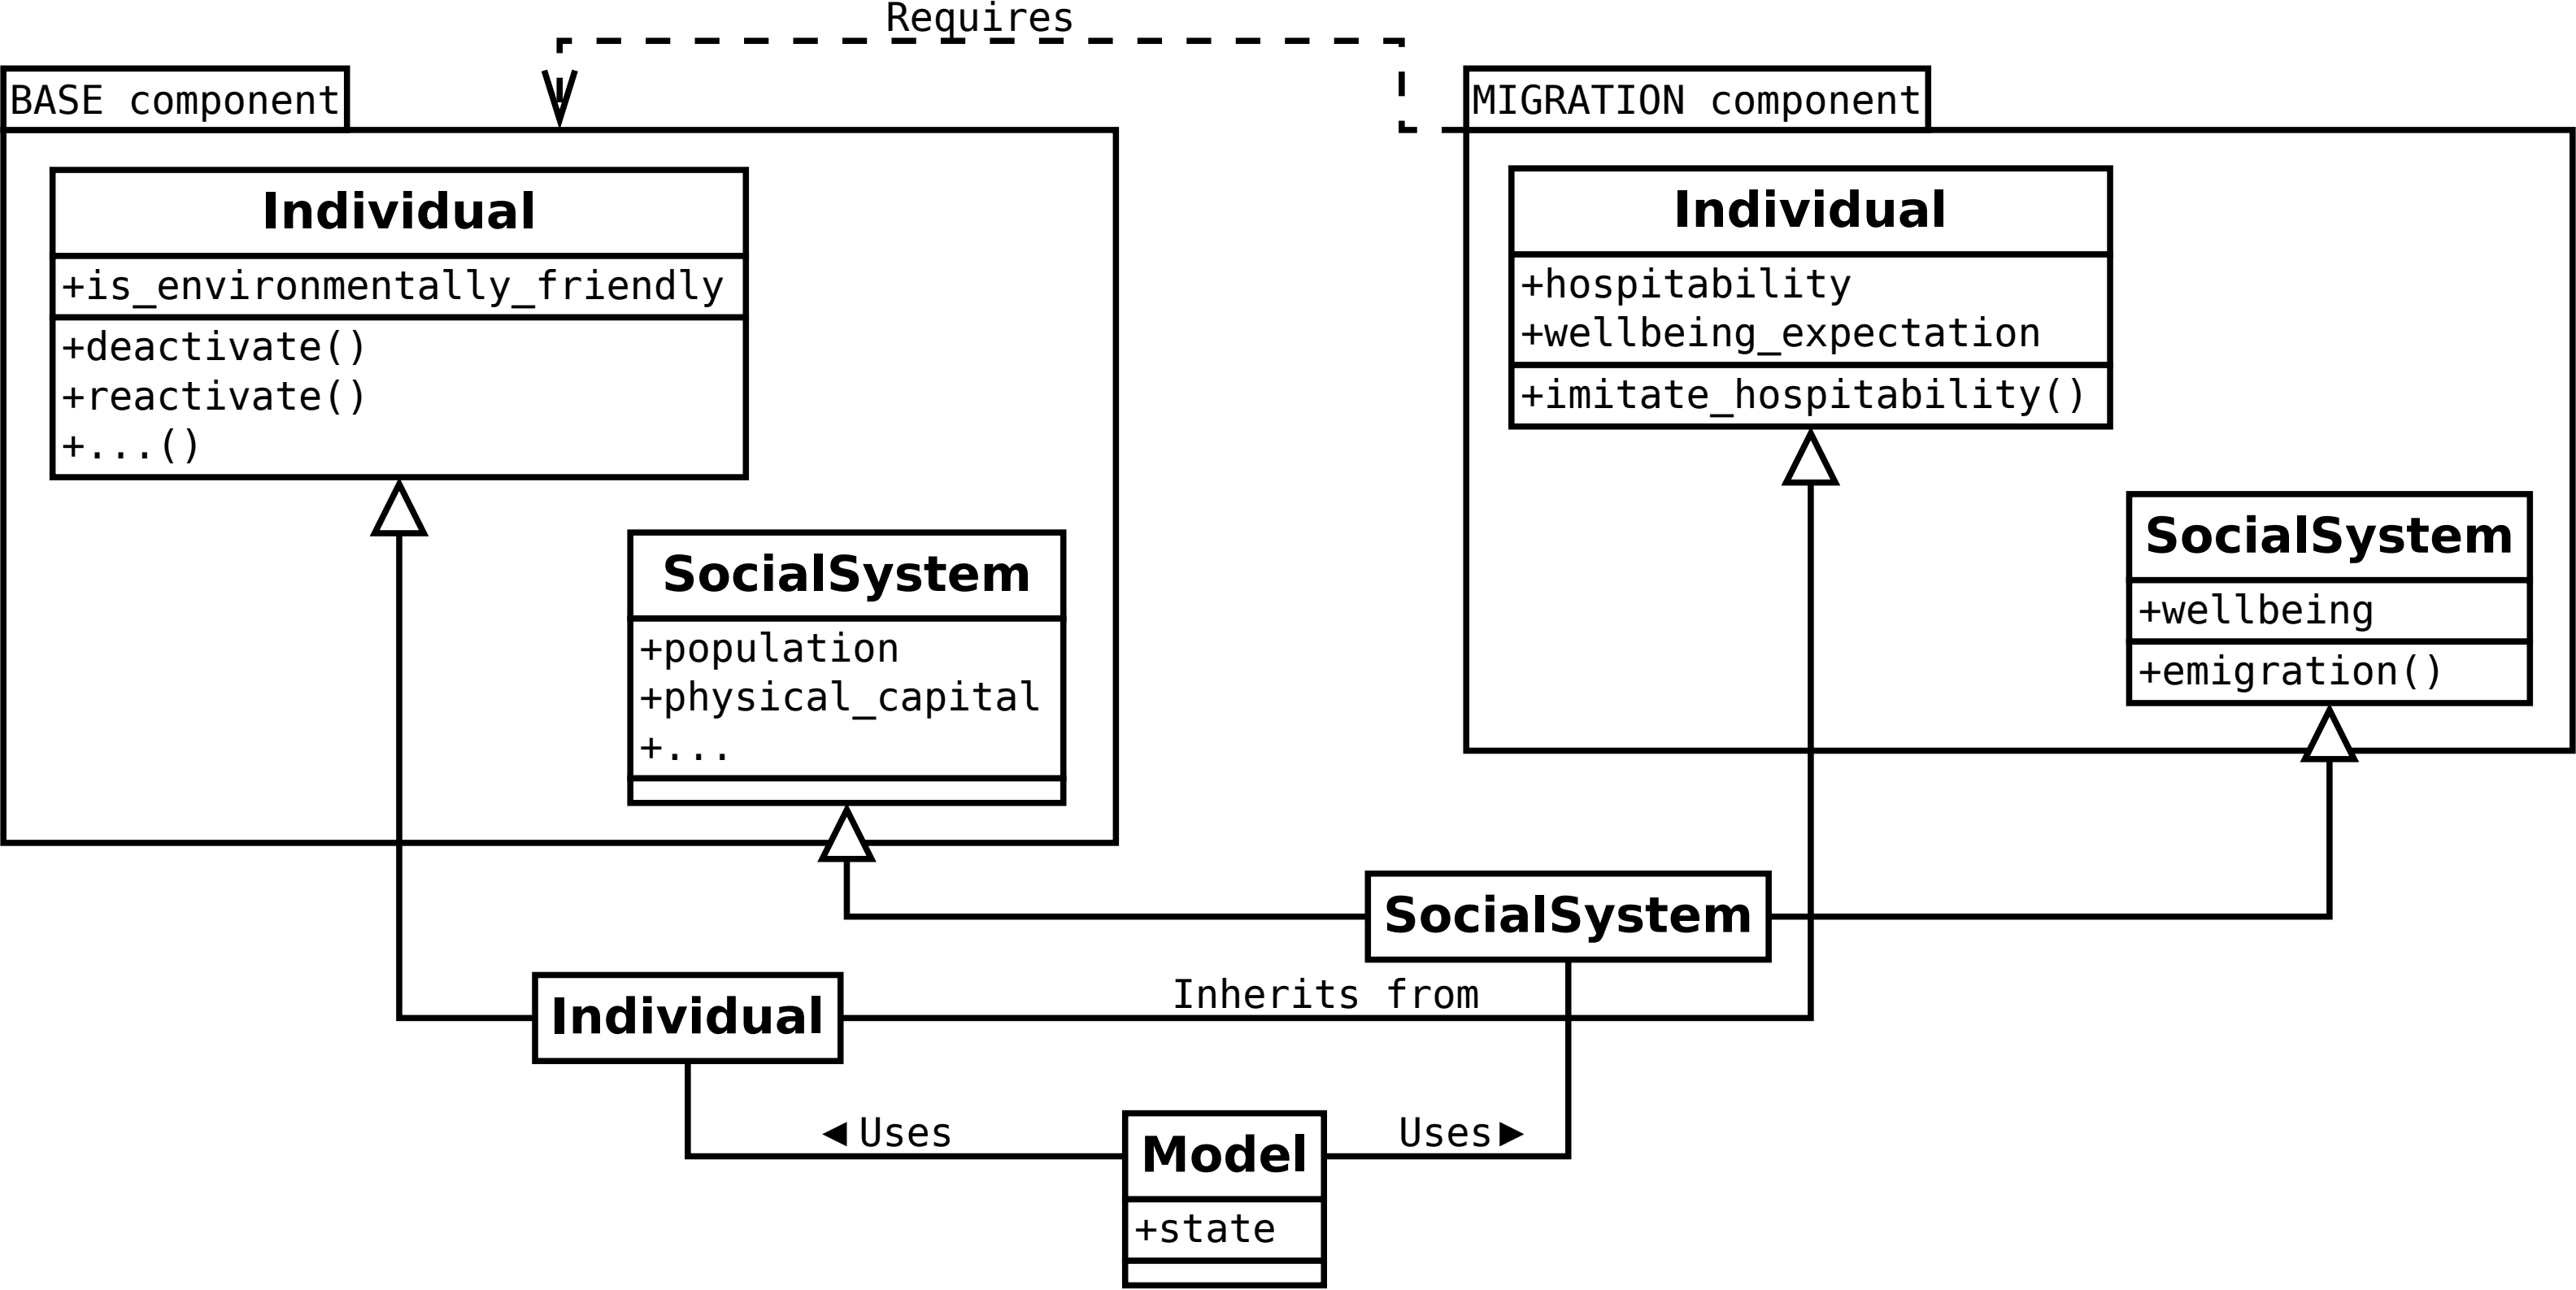 Requires
BASE component
Individual
+is_environmentally_friendly
+deactivate()
+reactivate()
+...()
SocialSystem
+population
+physical_capital
+...
MIGRATION component
Individual
+hospitability
+wellbeing_expectation
+imitate_hospitability()
SocialSystem
+wellbeing
+emigration()
SocialSystem
Inherits from
Individual
Uses
Uses
Model
+state